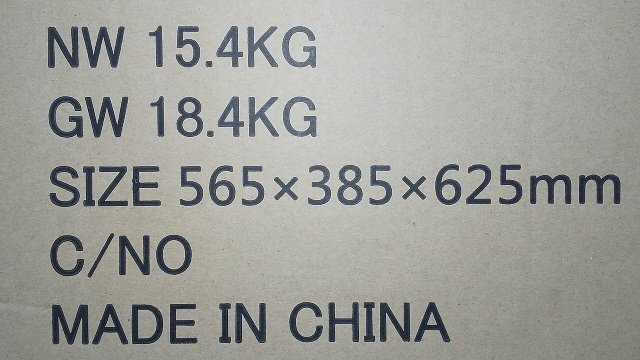 NW 15.4KG
GW 18.4KG
SIZE 565×385×625mm
C/NO
MADE IN CHINA